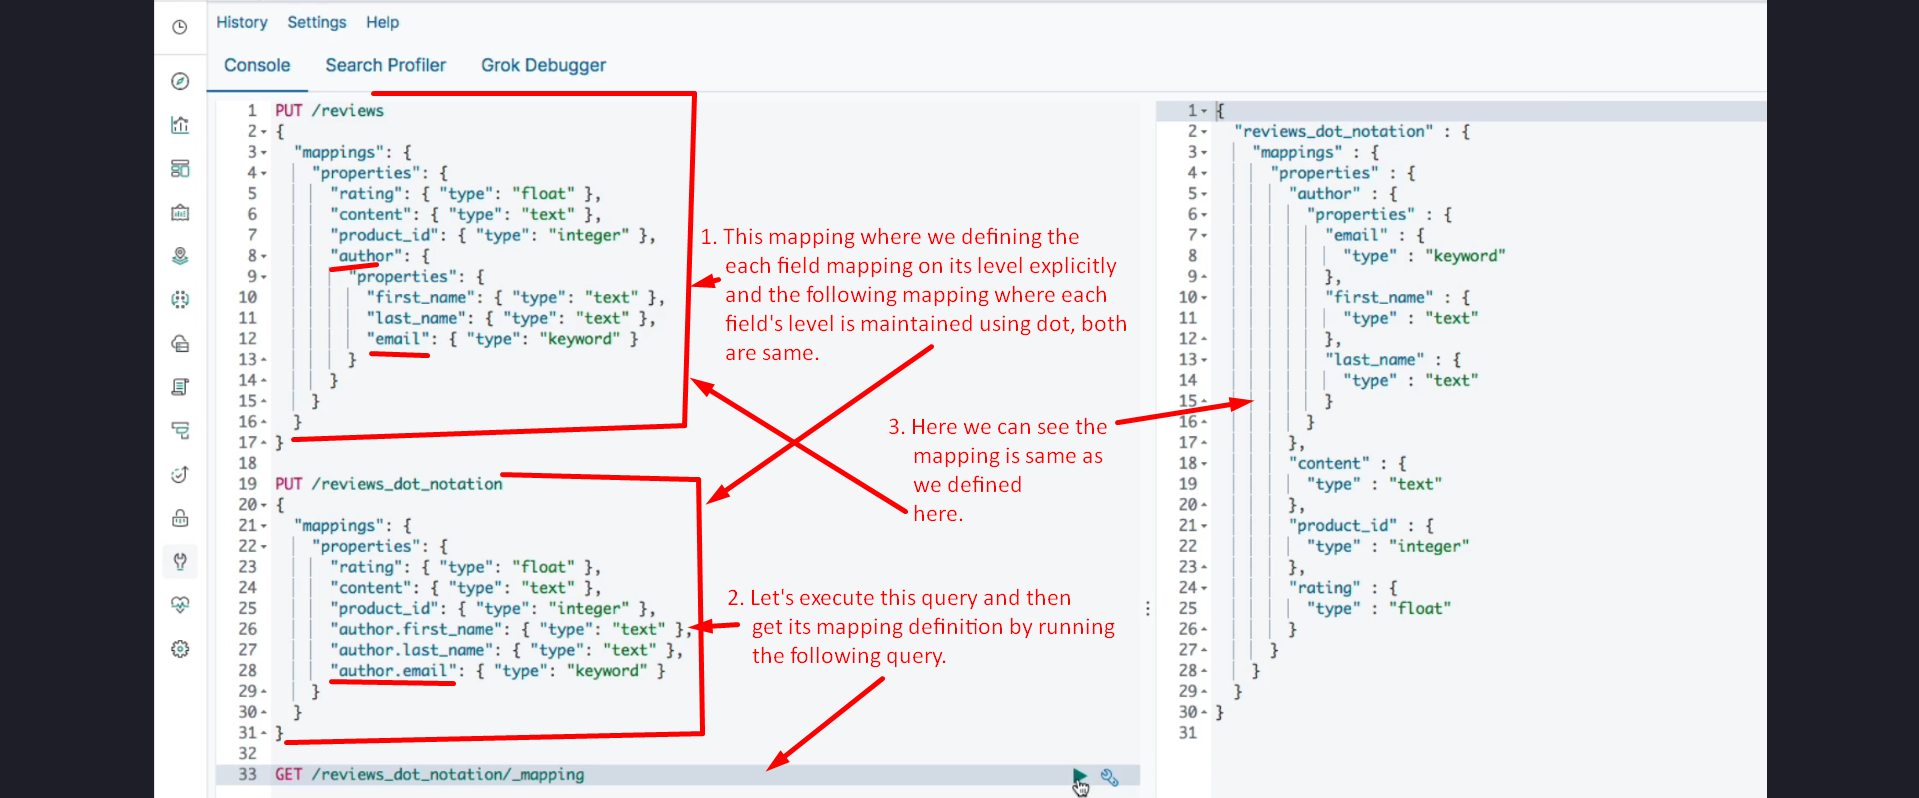 History Settings Help
Console Search Profiler Grok Debugger
1 PUT /reviews
2 {
3 "mappings": {
4 "properties": {
5 "rating": { "type": "float" },
6 "content": { "type": "text" },
7 "product_id": { "type": "integer" },
8 "author": {
9 "properties": {
10 "first_name": { "type": "text" },
11 "last_name": { "type": "text" },
12 "email": { "type": "keyword" }
13 }
14 }
15 }
16 }
17 }
18
19 PUT /reviews_dot_notation
20 {
21 "mappings": {
22 "properties": {
23 "rating": { "type": "float" },
24 "content": { "type": "text" },
25 "product_id": { "type": "integer" },
26 "author.first_name": { "type": "text" },
27 "author.last_name": { "type": "text" },
28 "author.email": { "type": "keyword" }
29 }
30 }
31 }
32
33 GET /reviews_dot_notation/_mapping
1. This mapping where we defining the
each field mapping on its level explicitly
and the following mapping where each
field's level is maintained using dot, both
are same.
3. Here we can see the
mapping is same as
we defined
here.
2. Let's execute this query and then
get its mapping definition by running
the following query.
1 {
2 "reviews_dot_notation" : {
3 "mappings" : {
4 "properties" : {
5 "author" : {
6 "properties" : {
7 "email" : {
8 "type" : "keyword"
9 },
10 "first_name" : {
11 "type" : "text"
12 },
13 "last_name" : {
14 "type" : "text"
15 }
16 }
17 },
18 "content" : {
19 "type" : "text"
20 },
21 "product_id" : {
22 "type" : "integer"
23 },
24 "rating" : {
25 "type" : "float"
26 }
27 }
28 }
29 }
30 }
31